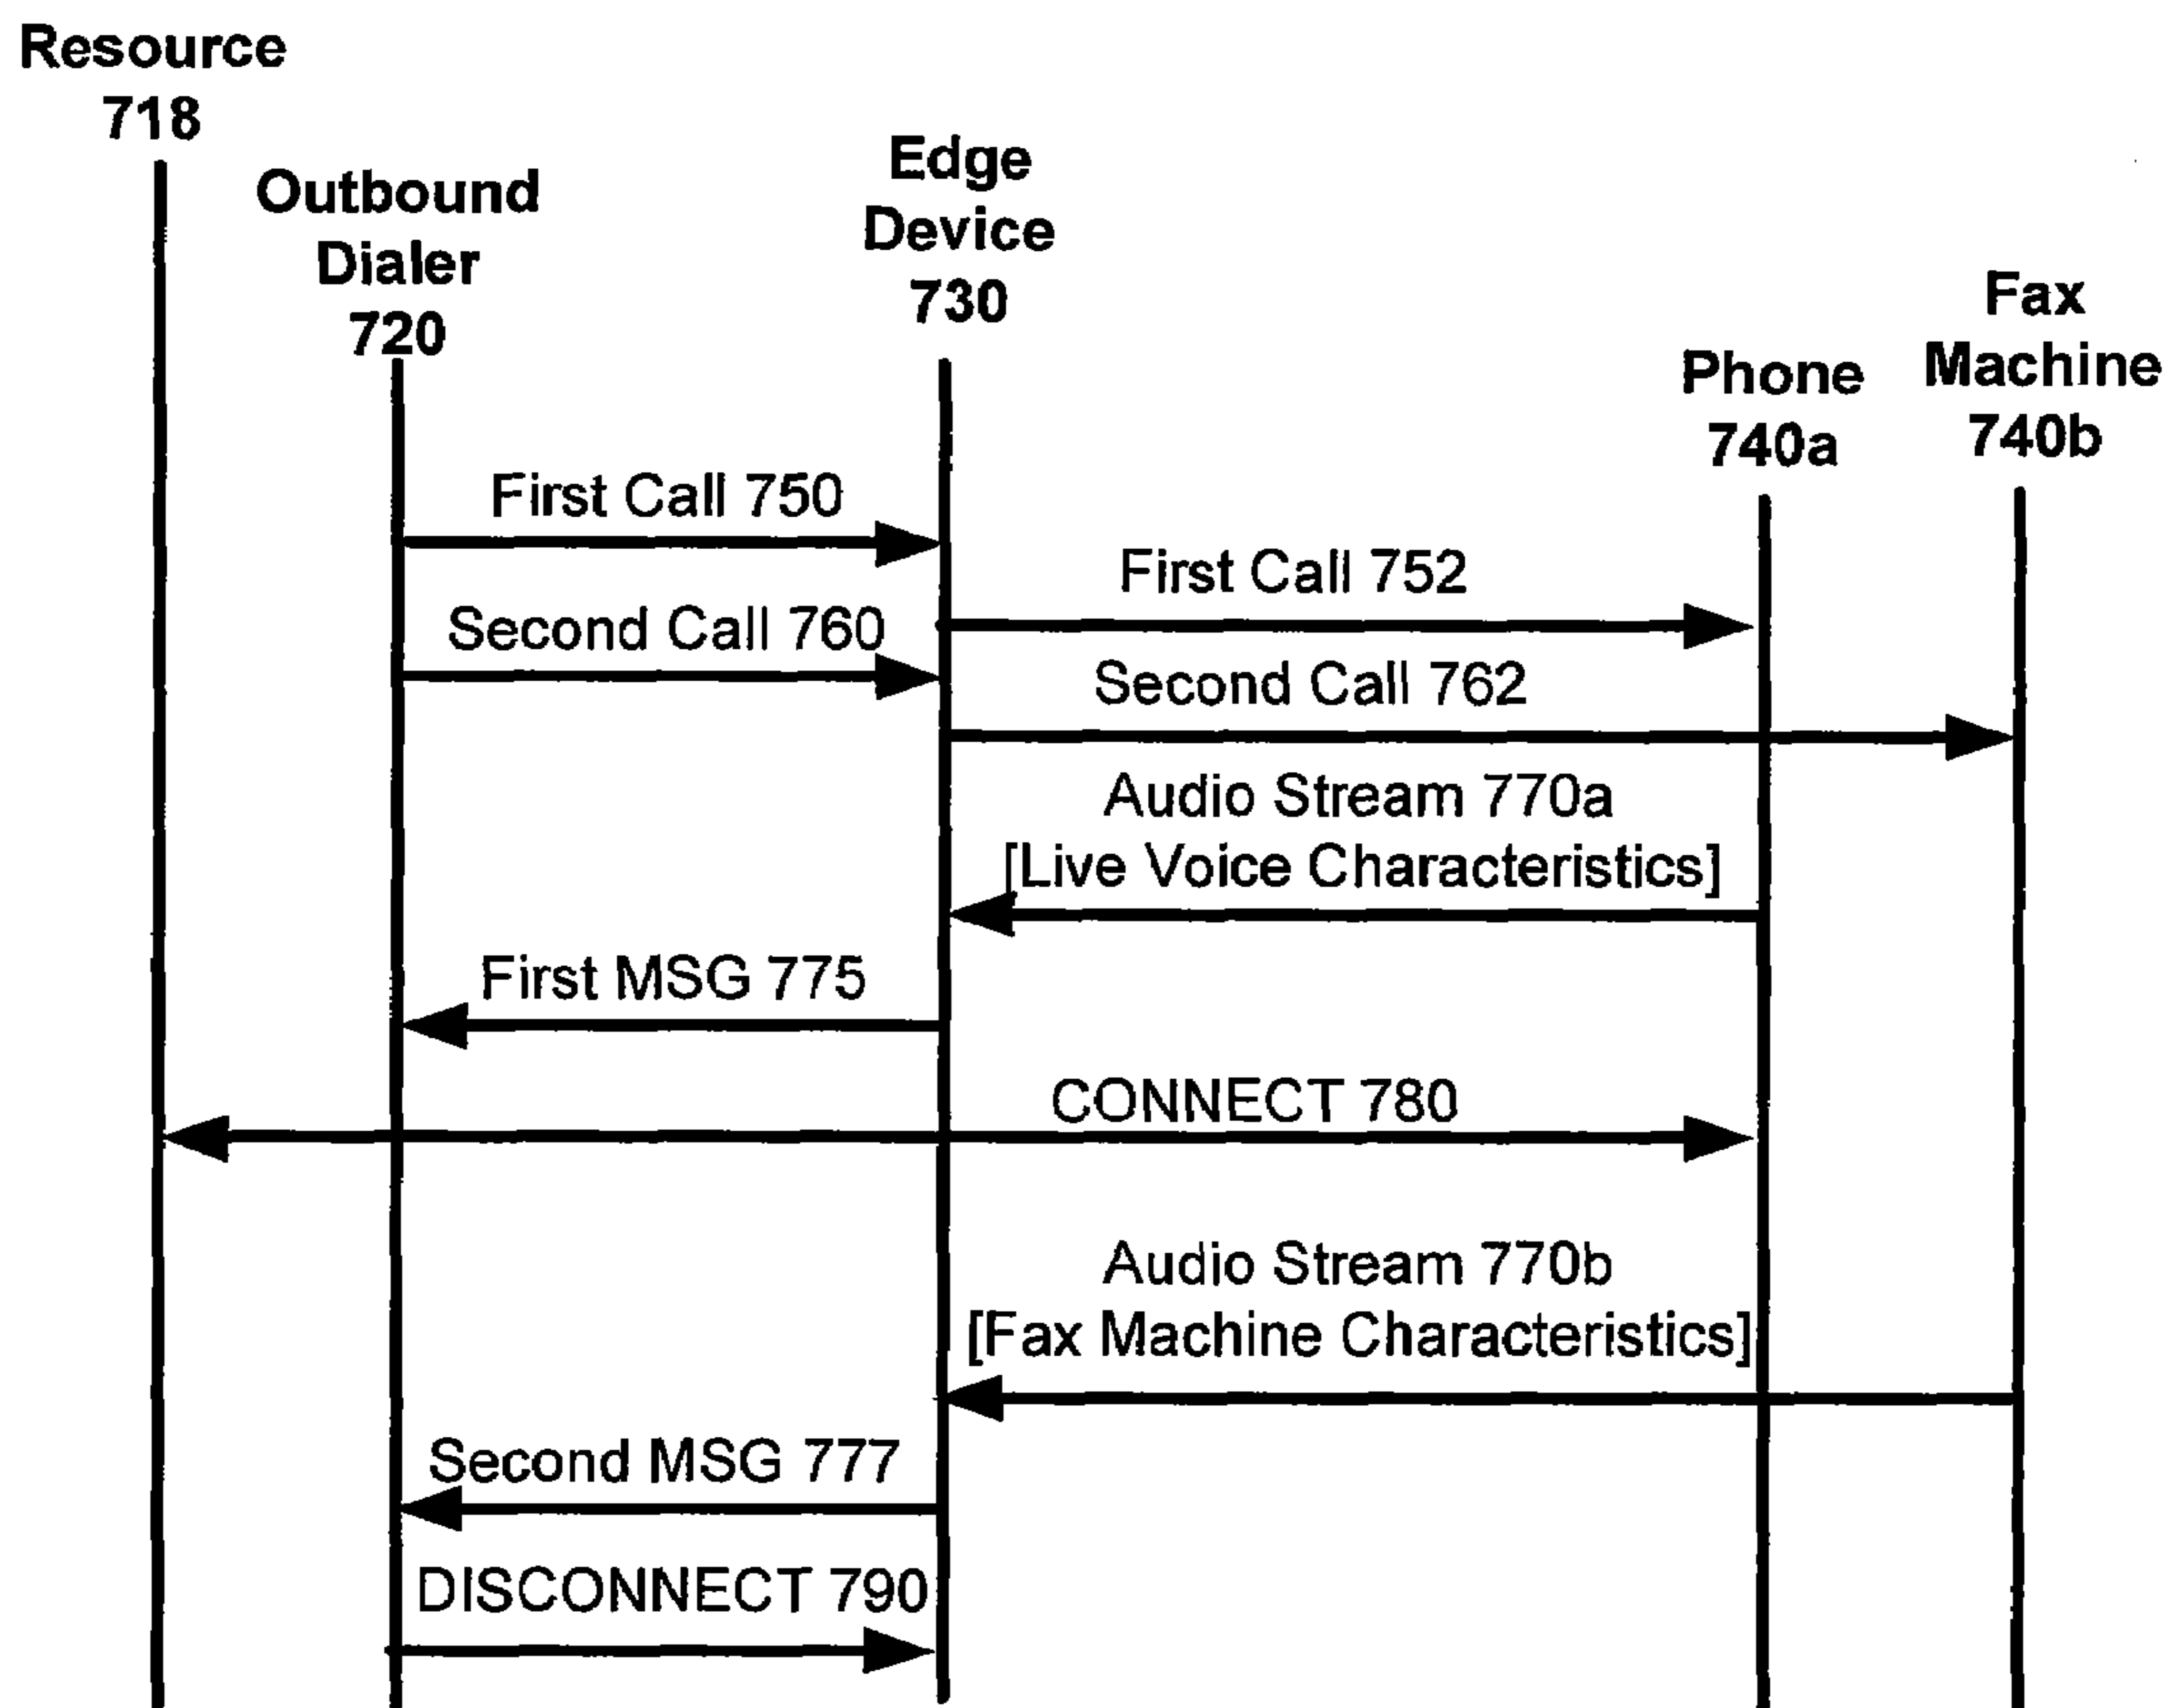 Resource
718
Outbound
Dialer
720
Edge
Device
730
Phone
740a
Fax
Machine
740b
First Call 750
First Call 752
Second Call 760
Second Call 762
Audio Stream 770a
[Live Voice Characteristics]
First MSG 775
CONNECT 780
Audio Stream 770b
[Fax Machine Characteristics]
Second MSG 777
DISCONNECT 790